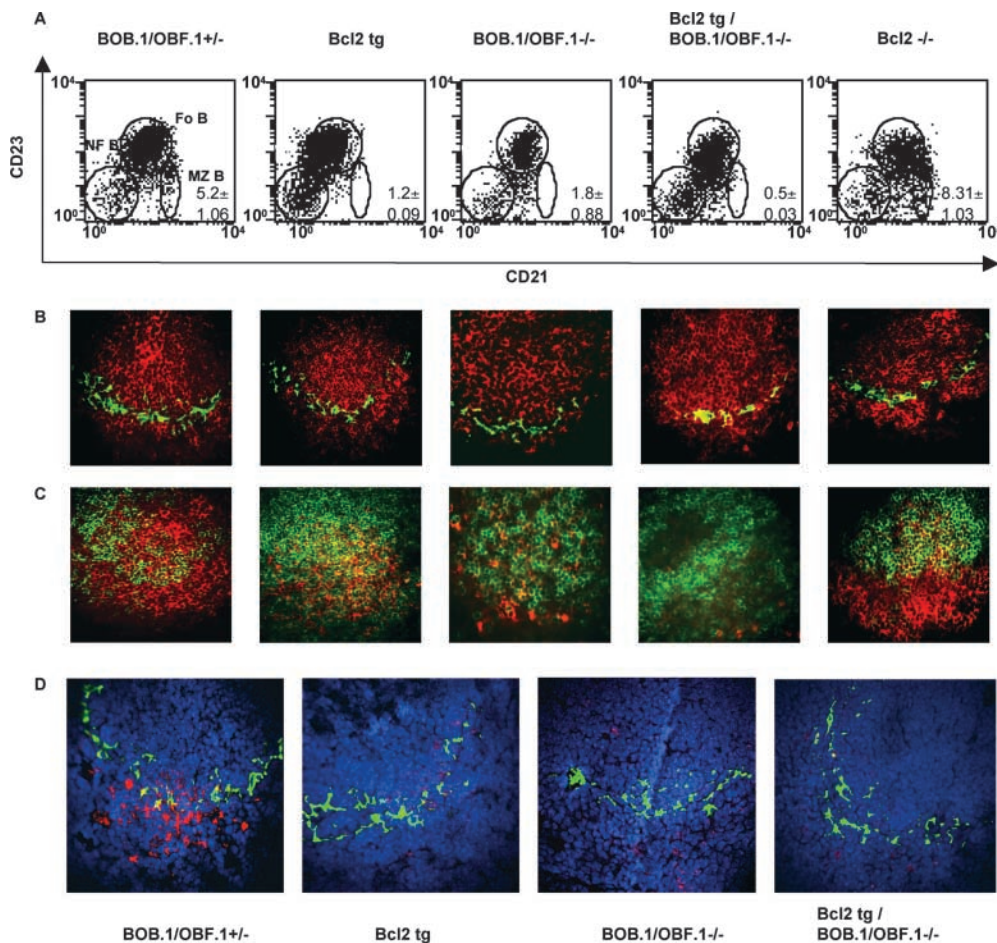 A
BOB.1/OBF.1+/-
Bcl2 tg
BOB.1/OBF.1-/-
Bcl2 tg /
BOB.1/OBF.1-/-
Bcl2 -/-
10⁴
10⁴
10⁴
10⁴
10⁴
CD23
Fo B
NF B
MZ B
5.2±
1.06
1.2±
0.09
1.8±
0.88
0.5±
0.03
8.31±
1.03
10⁰
10⁰
10⁰
10⁰
10⁰
10⁰
10⁴
10⁰
10⁴
10⁰
10⁴
10⁰
10⁴
10⁰
CD21
B
C
D
BOB.1/OBF.1+/-
Bcl2 tg
BOB.1/OBF.1-/-
Bcl2 tg /
BOB.1/OBF.1-/-